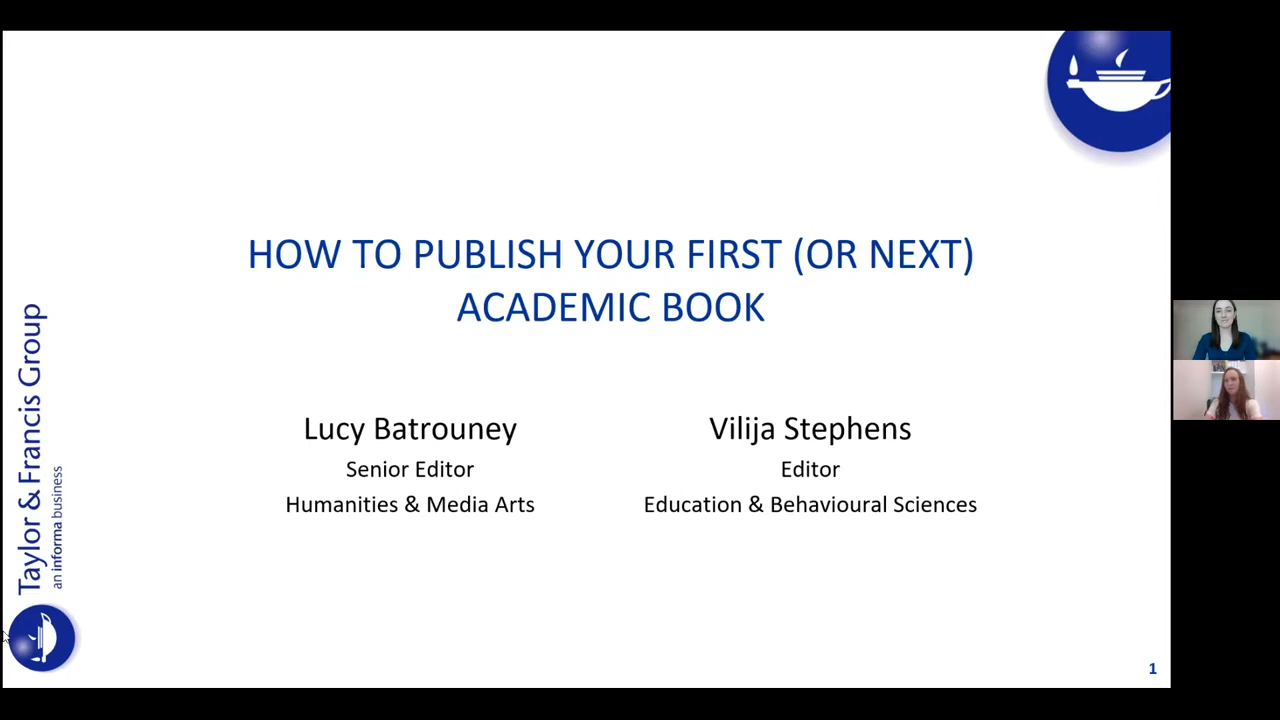 HOW TO PUBLISH YOUR FIRST (OR NEXT)
ACADEMIC BOOK
Lucy Batrouney
Senior Editor
Humanities & Media Arts
Vilija Stephens
Editor
Education & Behavioural Sciences
Taylor & Francis Group
an informa business
1